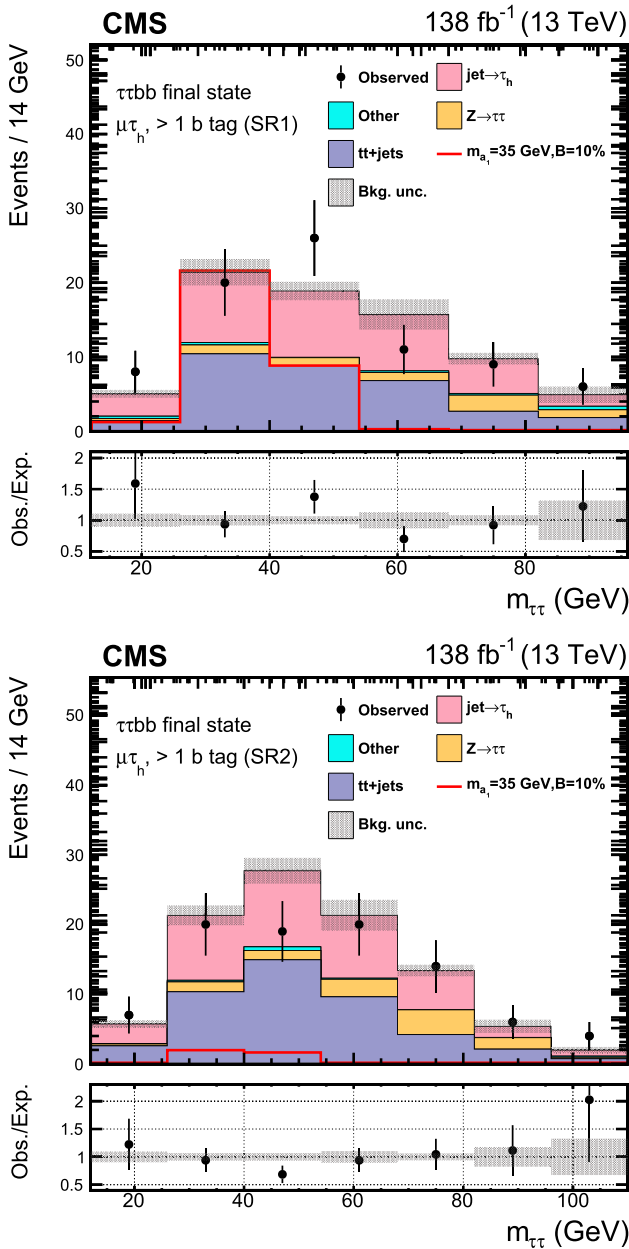 CMS 138 fb⁻¹ (13 TeV)
Events / 14 GeV
50
40
30
20
10
0
ττbb final state
μτₕ, > 1 b tag (SR1)
Observed
jet→τₕ
Other
Z→ττ
tt+jets
m_a₁=35 GeV,B=10%
Bkg. unc.
Obs./Exp.
2
1.5
1
0.5
20 40 60 80
m_ττ (GeV)
CMS 138 fb⁻¹ (13 TeV)
Events / 14 GeV
50
40
30
20
10
0
ττbb final state
μτₕ, > 1 b tag (SR2)
Observed
jet→τₕ
Other
Z→ττ
tt+jets
m_a₁=35 GeV,B=10%
Bkg. unc.
Obs./Exp.
2
1.5
1
0.5
20 40 60 80 100
m_ττ (GeV)